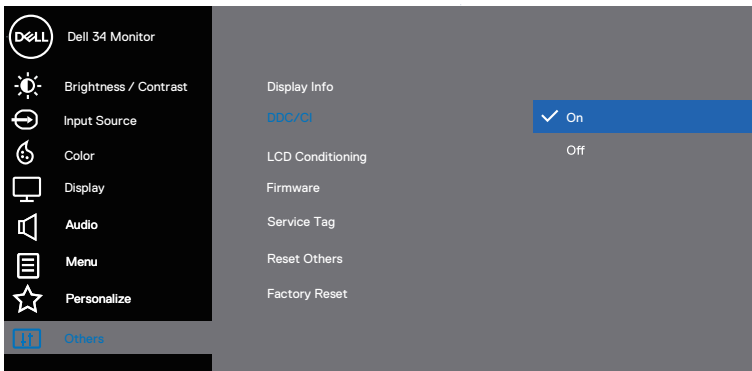 DELL
Dell 34 Monitor
Brightness / Contrast
Input Source
Color
Display
Audio
Menu
Personalize
Others
Display Info
DDC/CI
LCD Conditioning
Firmware
Service Tag
Reset Others
Factory Reset
On
Off